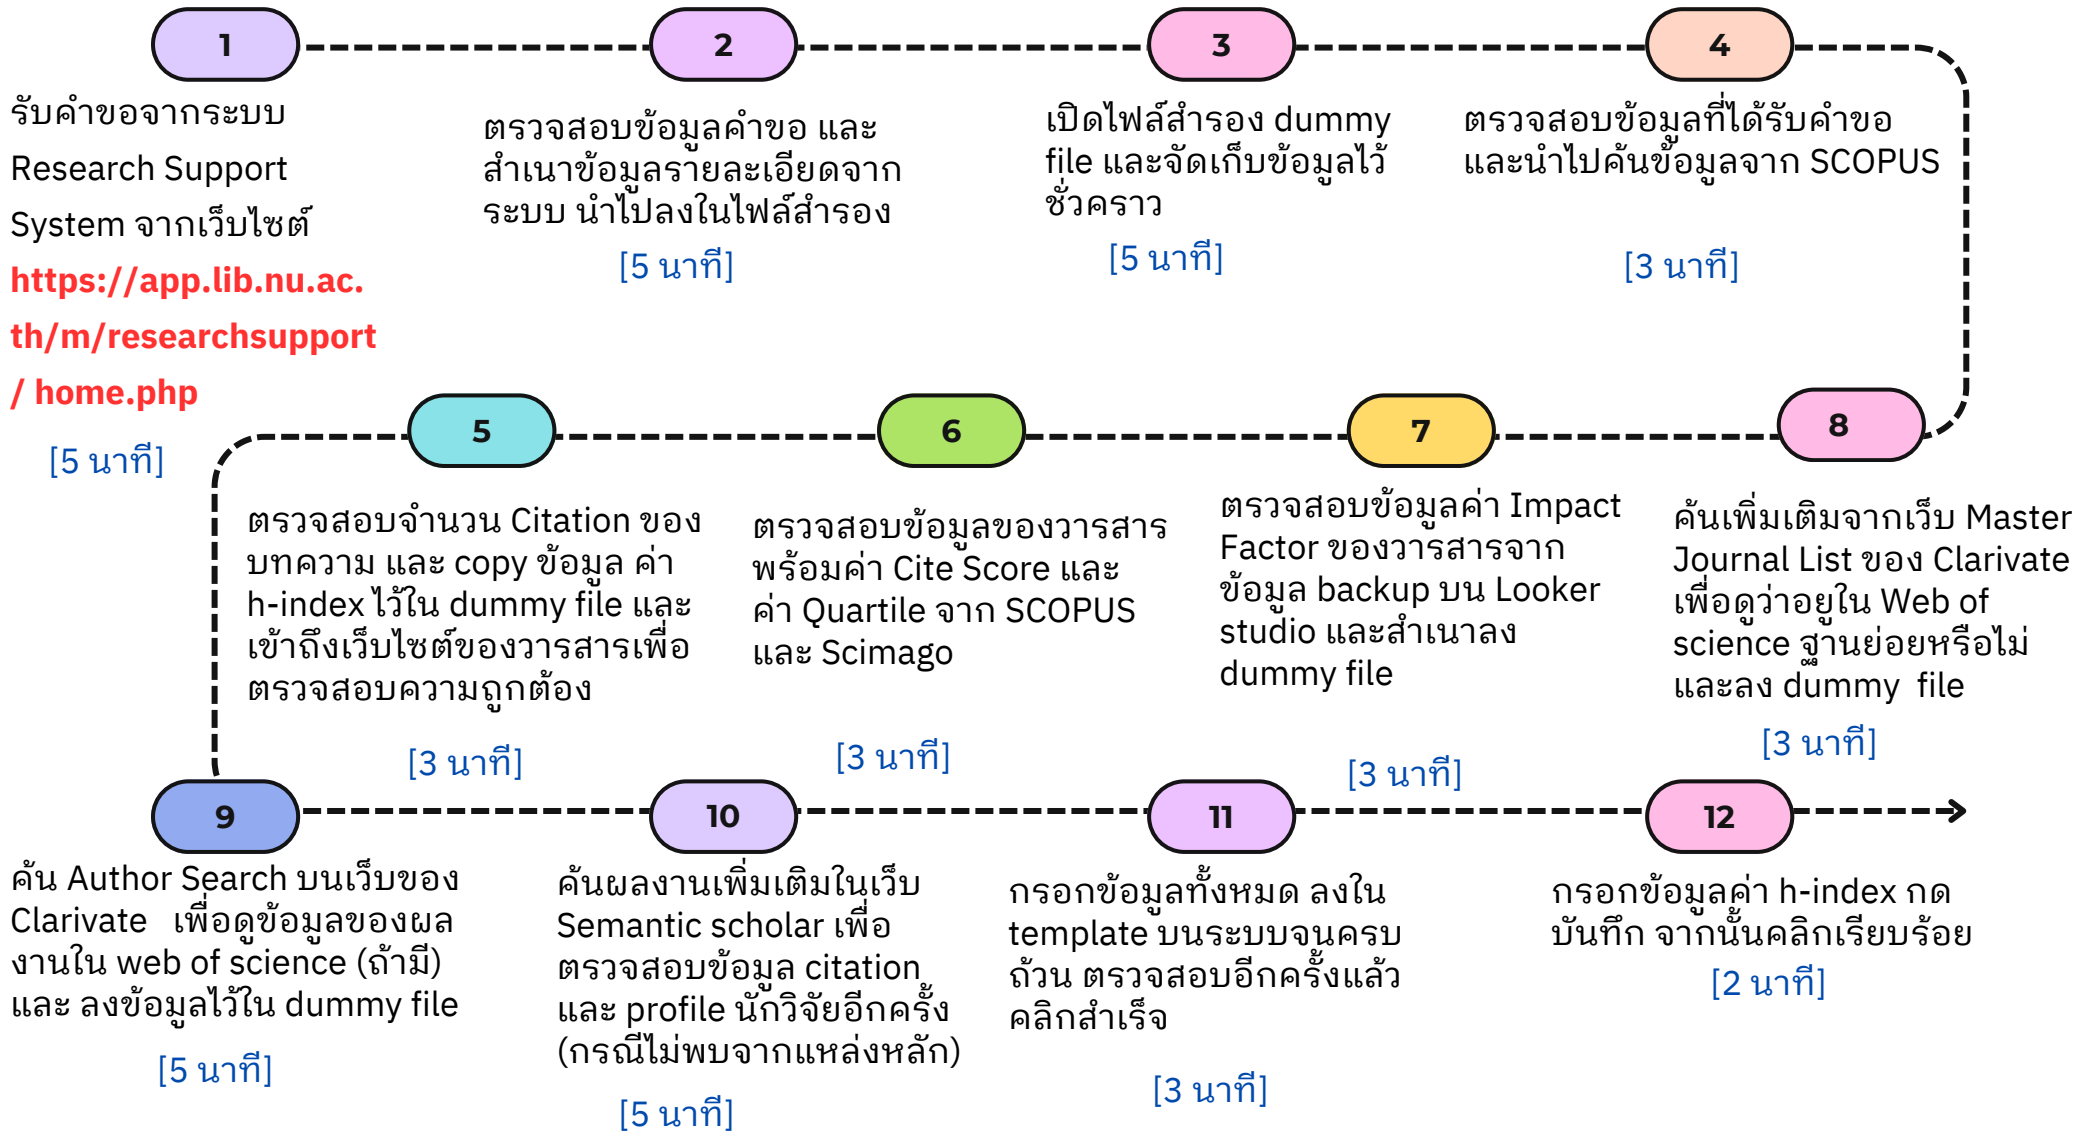 1
รับคำขอจากระบบ
Research Support
System จากเว็บไซต์
https://app.lib.nu.ac.
th/m/researchsupport
/ home.php
[5 นาที]
2
ตรวจสอบข้อมูลคำขอ และ
สำเนาข้อมูลรายละเอียดจาก
ระบบ นำไปลงในไฟล์สำรอง
[5 นาที]
3
เปิดไฟล์สำรอง dummy
file และจัดเก็บข้อมูลไว้
ชั่วคราว
[5 นาที]
4
ตรวจสอบข้อมูลที่ได้รับคำขอ
และนำไปค้นข้อมูลจาก SCOPUS
[3 นาที]
5
ตรวจสอบจำนวน Citation ของ
บทความ และ copy ข้อมูล ค่า
h-index ไว้ใน dummy file และ
เข้าถึงเว็บไซต์ของวารสารเพื่อ
ตรวจสอบความถูกต้อง
[3 นาที]
6
ตรวจสอบข้อมูลของวารสาร
พร้อมค่า Cite Score และ
ค่า Quartile จาก SCOPUS
และ Scimago
[3 นาที]
7
ตรวจสอบข้อมูลค่า Impact
Factor ของวารสารจาก
ข้อมูล backup บน Looker
studio และสำเนาลง
dummy file
[3 นาที]
8
ค้นเพิ่มเติมจากเว็บ Master
Journal List ของ Clarivate
เพื่อดูว่าอยูใน Web of
science ฐานย่อยหรือไม่
และลง dummy  file
[3 นาที]
9
ค้น Author Search บนเว็บของ
Clarivate   เพื่อดูข้อมูลของผล
งานใน web of science (ถ้ามี)
และ ลงข้อมูลไว้ใน dummy file
[5 นาที]
10
ค้นผลงานเพิ่มเติมในเว็บ
Semantic scholar เพื่อ
ตรวจสอบข้อมูล citation
และ profile นักวิจัยอีกครั้ง
(กรณีไม่พบจากแหล่งหลัก)
[5 นาที]
11
กรอกข้อมูลทั้งหมด ลงใน
template บนระบบจนครบ
ถ้วน ตรวจสอบอีกครั้งแล้ว
คลิกสำเร็จ
[3 นาที]
12
กรอกข้อมูลค่า h-index กด
บันทึก จากนั้นคลิกเรียบร้อย
[2 นาที]